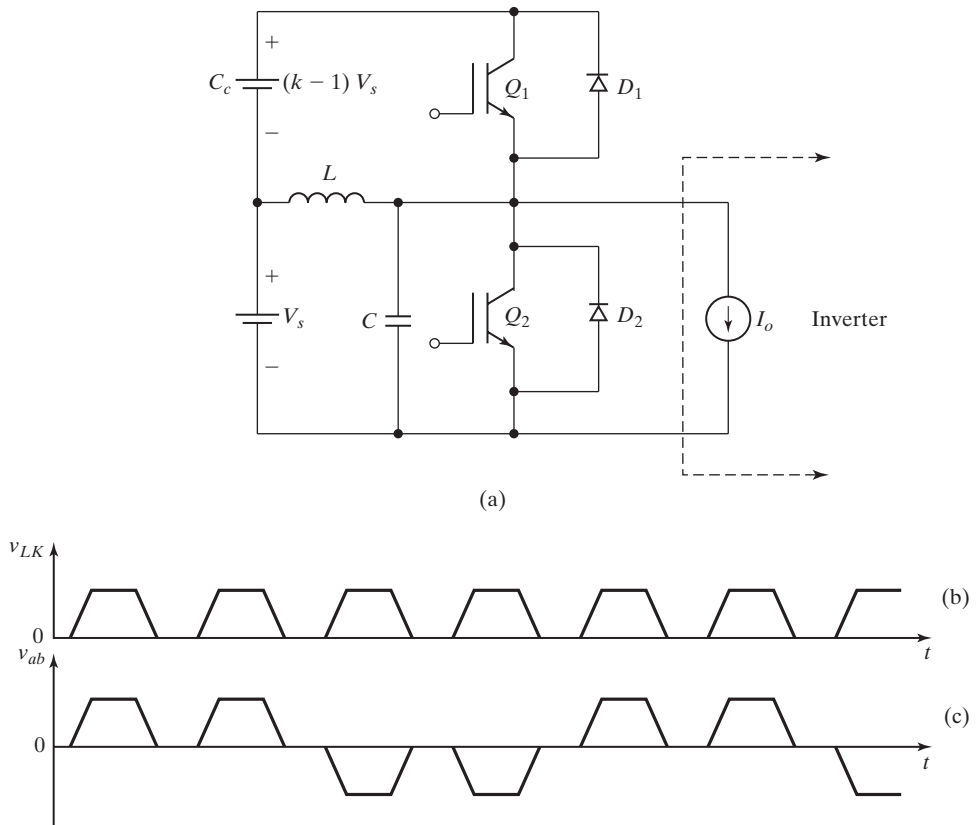 +
C_c (k − 1) V_s
−
Q_1
D_1
L
+
V_s
−
C
Q_2
D_2
I_o
Inverter
(a)
v_LK
0
t
(b)
v_ab
0
t
(c)